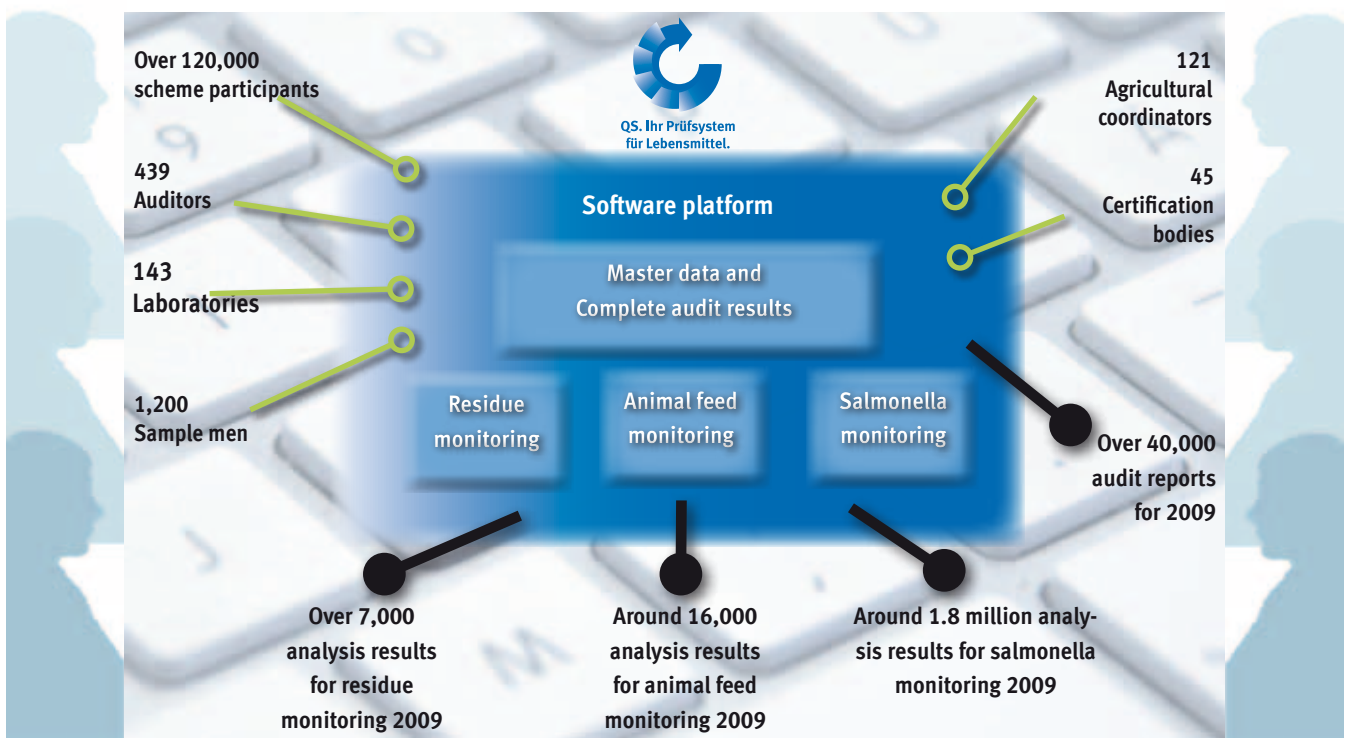 Over 120,000
scheme participants
439
Auditors
143
Laboratories
1,200
Sample men
QS. Ihr Prüfsystem
für Lebensmittel.
Software platform
Master data and
Complete audit results
Residue
monitoring
Animal feed
monitoring
Salmonella
monitoring
121
Agricultural
coordinators
45
Certification
bodies
Over 40,000
audit reports
for 2009
Over 7,000
analysis results
for residue
monitoring 2009
Around 16,000
analysis results
for animal feed
monitoring 2009
Around 1.8 million analy-
sis results for salmonella
monitoring 2009